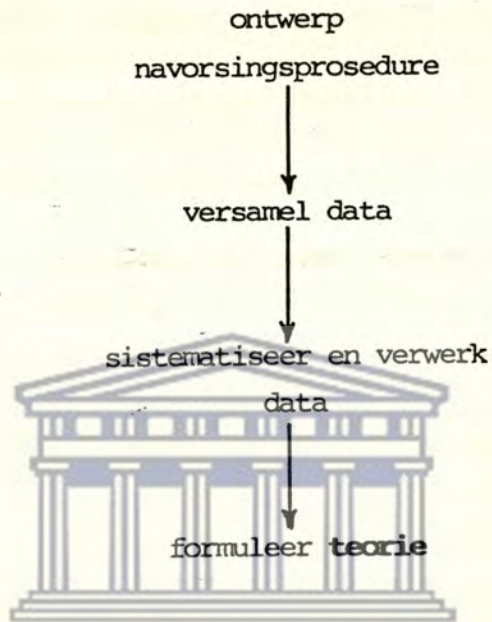 ontwerp
navorsingsprosedure
versamel data
sistematiseer en verwerk
data
formuleer teorie